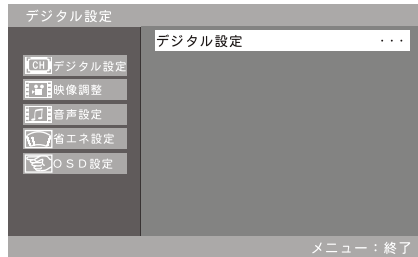 デジタル設定
デジタル設定 ・・・
CH デジタル設定
映像調整
音声設定
省エネ設定
OSD設定
メニュー：終了